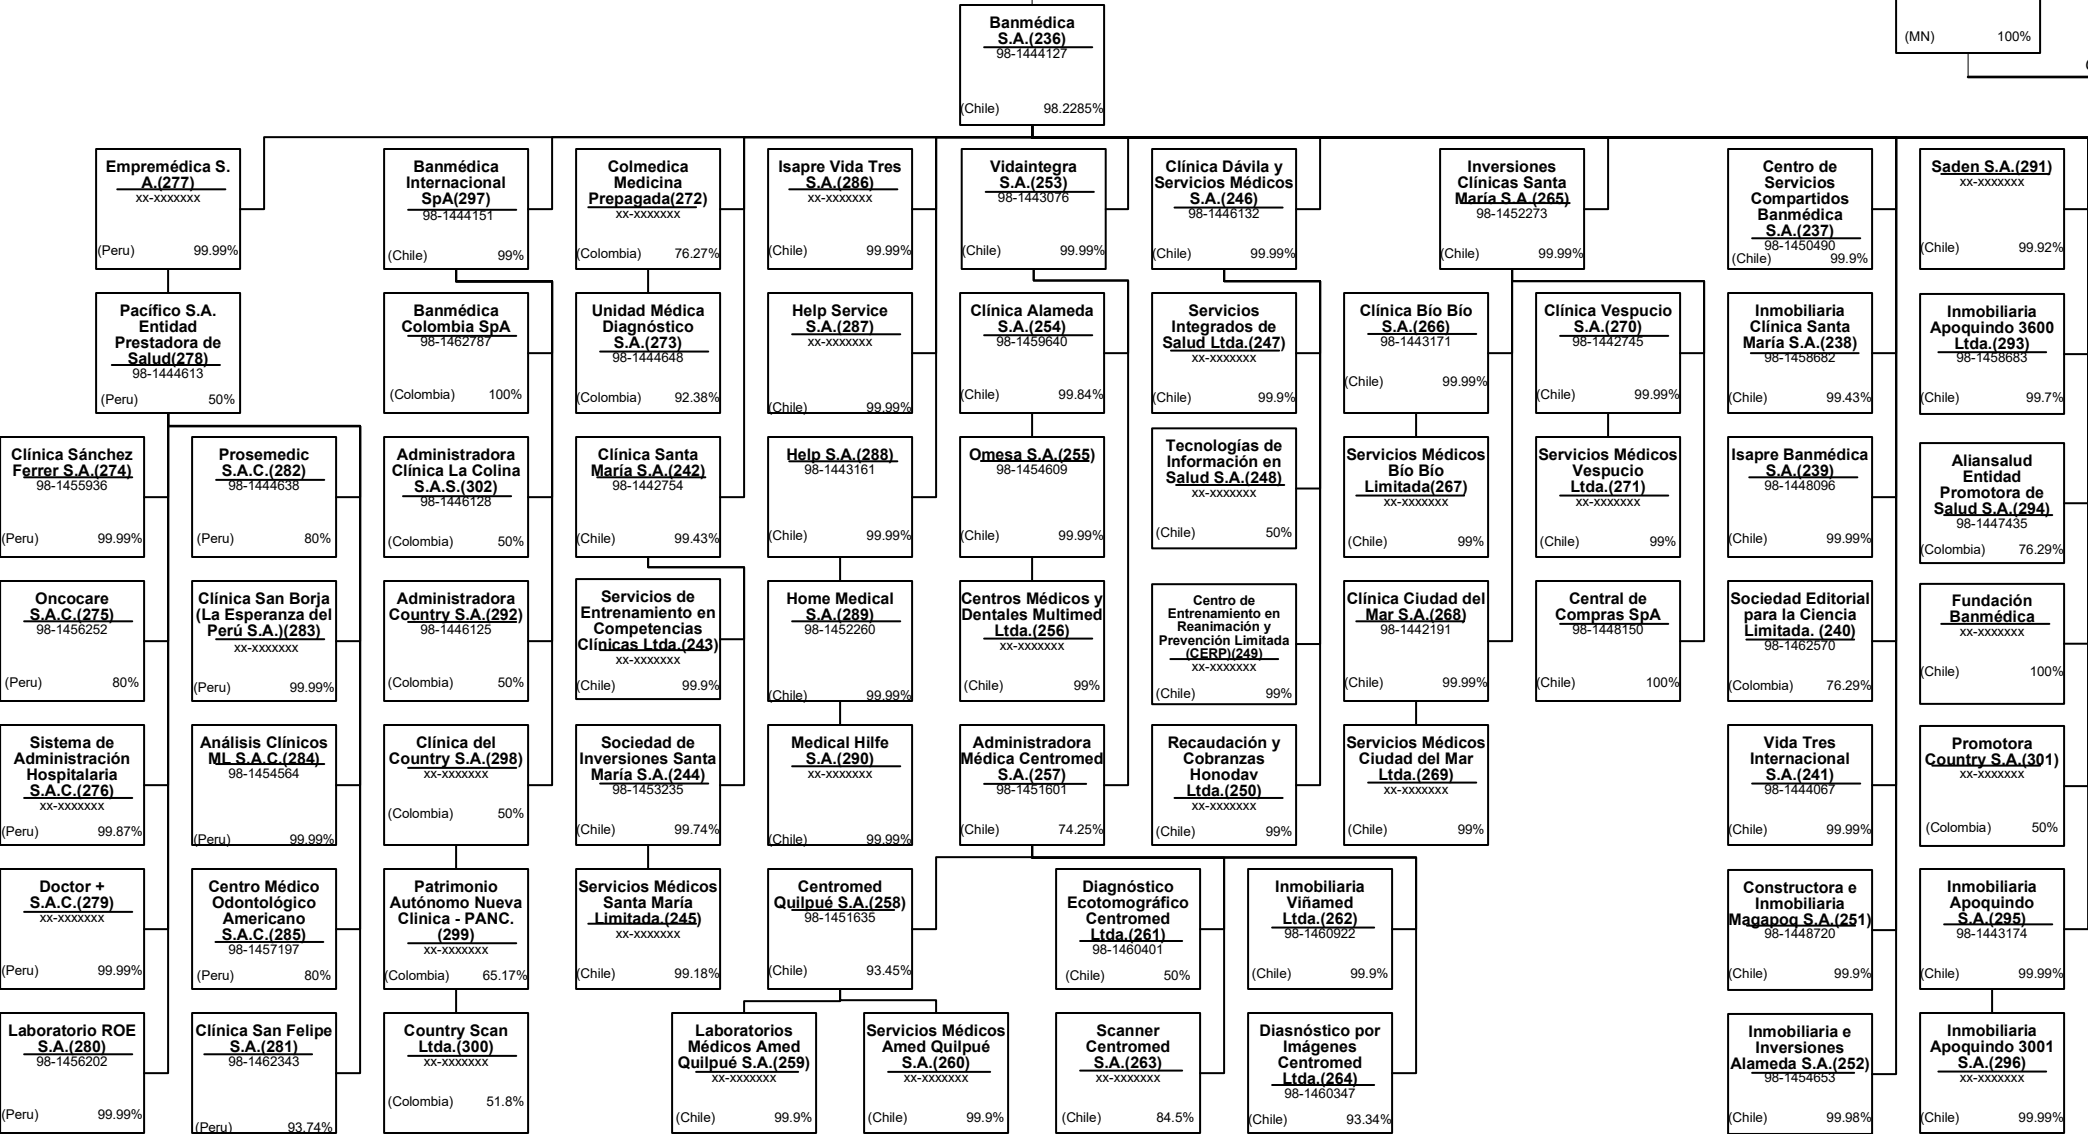 Banmédica
S.A.(236)
98-1444127
(Chile) 98.2285%
(MN) 100%
Empremédica S.
A.(277)
xx-xxxxxxx
(Peru) 99.99%
Banmédica
Internacional
SpA(297)
98-1444151
(Chile) 99%
Colmedica
Medicina
Prepagada(272)
xx-xxxxxxx
(Colombia) 76.27%
Isapre Vida Tres
S.A.(286)
xx-xxxxxxx
(Chile) 99.99%
Vidaintegra
S.A.(253)
98-1443076
(Chile) 99.99%
Clínica Dávila y
Servicios Médicos
S.A.(246)
98-1446132
(Chile) 99.99%
Inversiones
Clínicas Santa
María S.A.(265)
98-1452273
(Chile) 99.99%
Centro de
Servicios
Compartidos
Banmédica
S.A.(237)
98-1450490
(Chile) 99.9%
Saden S.A.(291)
xx-xxxxxxx
(Chile) 99.92%
Pacífico S.A.
Entidad
Prestadora de
Salud(278)
98-1444613
(Peru) 50%
Banmédica
Colombia SpA
98-1462787
(Colombia) 100%
Unidad Médica
Diagnóstico
S.A.(273)
98-1444648
(Colombia) 92.38%
Help Service
S.A.(287)
xx-xxxxxxx
(Chile) 99.99%
Clínica Alameda
S.A.(254)
98-1459640
(Chile) 99.84%
Servicios
Integrados de
Salud Ltda.(247)
xx-xxxxxxx
(Chile) 99.9%
Clínica Bío Bío
S.A.(266)
98-1443171
(Chile) 99.99%
Clínica Vespucio
S.A.(270)
98-1442745
(Chile) 99.99%
Inmobiliaria
Clínica Santa
María S.A.(238)
98-1458682
(Chile) 99.43%
Inmobiliaria
Apoquindo 3600
Ltda.(293)
98-1458683
(Chile) 99.7%
Clínica Sánchez
Ferrer S.A.(274)
98-1455936
(Peru) 99.99%
Prosemedic
S.A.C.(282)
98-1444638
(Peru) 80%
Administradora
Clínica La Colina
S.A.S.(302)
98-1446128
(Colombia) 50%
Clínica Santa
María S.A.(242)
98-1442754
(Chile) 99.43%
Help S.A.(288)
98-1443161
(Chile) 99.99%
Omesa S.A.(255)
98-1454609
(Chile) 99.99%
Tecnologías de
Información en
Salud S.A.(248)
xx-xxxxxxx
(Chile) 50%
Servicios Médicos
Bío Bío
Limitada(267)
xx-xxxxxxx
(Chile) 99%
Servicios Médicos
Vespucio
Ltda.(271)
xx-xxxxxxx
(Chile) 99%
Isapre Banmédica
S.A.(239)
98-1448096
(Chile) 99.99%
Aliansalud
Entidad
Promotora de
Salud S.A.(294)
98-1447435
(Colombia) 76.29%
Oncocare
S.A.C.(275)
98-1456252
(Peru) 80%
Clínica San Borja
(La Esperanza del
Perú S.A.)(283)
xx-xxxxxxx
(Peru) 99.99%
Administradora
Country S.A.(292)
98-1446125
(Colombia) 50%
Servicios de
Entrenamiento en
Competencias
Clínicas Ltda.(243)
xx-xxxxxxx
(Chile) 99.9%
Home Medical
S.A.(289)
98-1452260
(Chile) 99.99%
Centros Médicos y
Dentales Multimed
Ltda.(256)
xx-xxxxxxx
(Chile) 99%
Centro de
Entrenamiento en
Reanimación y
Prevención Limitada
(CERP)(249)
xx-xxxxxxx
(Chile) 99%
Clínica Ciudad del
Mar S.A.(268)
98-1442191
(Chile) 99.99%
Central de
Compras SpA
98-1448150
(Chile) 100%
Sociedad Editorial
para la Ciencia
Limitada. (240)
98-1462570
(Colombia) 76.29%
Fundación
Banmédica
xx-xxxxxxx
(Chile) 100%
Sistema de
Administración
Hospitalaria
S.A.C.(276)
xx-xxxxxxx
(Peru) 99.87%
Análisis Clínicos
ML S.A.C.(284)
98-1454564
(Peru) 99.99%
Clínica del
Country S.A.(298)
xx-xxxxxxx
(Colombia) 50%
Sociedad de
Inversiones Santa
María S.A.(244)
98-1453235
(Chile) 99.74%
Medical Hilfe
S.A.(290)
xx-xxxxxxx
(Chile) 99.99%
Administradora
Médica Centromed
S.A.(257)
98-1451601
(Chile) 74.25%
Recaudación y
Cobranzas
Honodav
Ltda.(250)
xx-xxxxxxx
(Chile) 99%
Servicios Médicos
Ciudad del Mar
Ltda.(269)
xx-xxxxxxx
(Chile) 99%
Vida Tres
Internacional
S.A.(241)
98-1444067
(Chile) 99.99%
Promotora
Country S.A.(301)
xx-xxxxxxx
(Colombia) 50%
Doctor +
S.A.C.(279)
xx-xxxxxxx
(Peru) 99.99%
Centro Médico
Odontológico
Americano
S.A.C.(285)
98-1457197
(Peru) 80%
Patrimonio
Autónomo Nueva
Clinica - PANC.
(299)
xx-xxxxxxx
(Colombia) 65.17%
Servicios Médicos
Santa María
Limitada.(245)
xx-xxxxxxx
(Chile) 99.18%
Centromed
Quilpué S.A.(258)
98-1451635
(Chile) 93.45%
Diagnóstico
Ecotomográfico
Centromed
Ltda.(261)
98-1460401
(Chile) 50%
Inmobiliaria
Viñamed
Ltda.(262)
98-1460922
(Chile) 99.9%
Constructora e
Inmobiliaria
Magapoq S.A.(251)
98-1448720
(Chile) 99.9%
Inmobiliaria
Apoquindo
S.A.(295)
98-1443174
(Chile) 99.99%
Laboratorio ROE
S.A.(280)
98-1456202
(Peru) 99.99%
Clínica San Felipe
S.A.(281)
98-1462343
(Peru) 93.74%
Country Scan
Ltda.(300)
xx-xxxxxxx
(Colombia) 51.8%
Laboratorios
Médicos Amed
Quilpué S.A.(259)
xx-xxxxxxx
(Chile) 99.9%
Servicios Médicos
Amed Quilpué
S.A.(260)
xx-xxxxxxx
(Chile) 99.9%
Scanner
Centromed
S.A.(263)
xx-xxxxxxx
(Chile) 84.5%
Diasnóstico por
Imágenes
Centromed
Ltda.(264)
98-1460347
(Chile) 93.34%
Inmobiliaria e
Inversiones
Alameda S.A.(252)
98-1454653
(Chile) 99.98%
Inmobiliaria
Apoquindo 3001
S.A.(296)
xx-xxxxxxx
(Chile) 99.99%